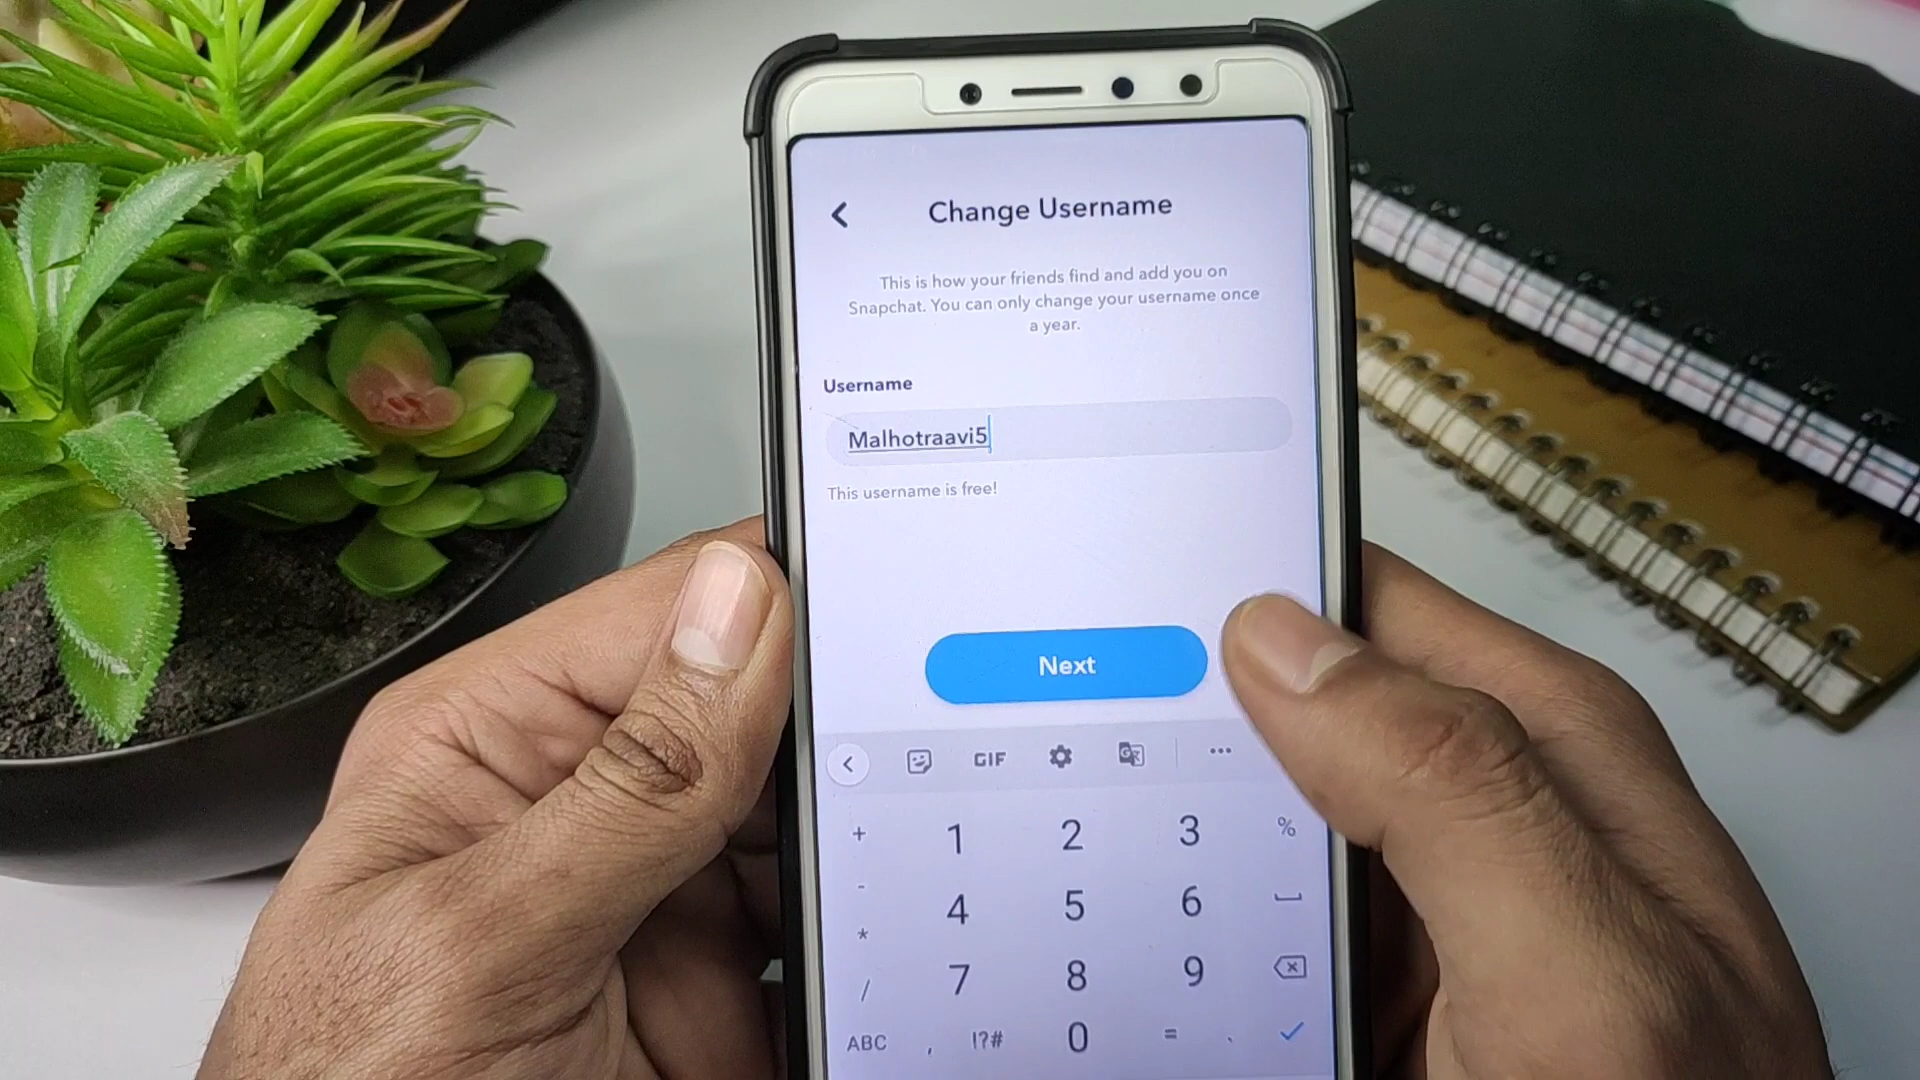 Change Username
This is how your friends find and add you on
Snapchat. You can only change your username once
a year.
Username
Malhotraavi5
This username is free!
Next
GIF
+ 1 2 3 %
- 4 5 6
* 7 8 9
/
ABC , !?# 0 = .